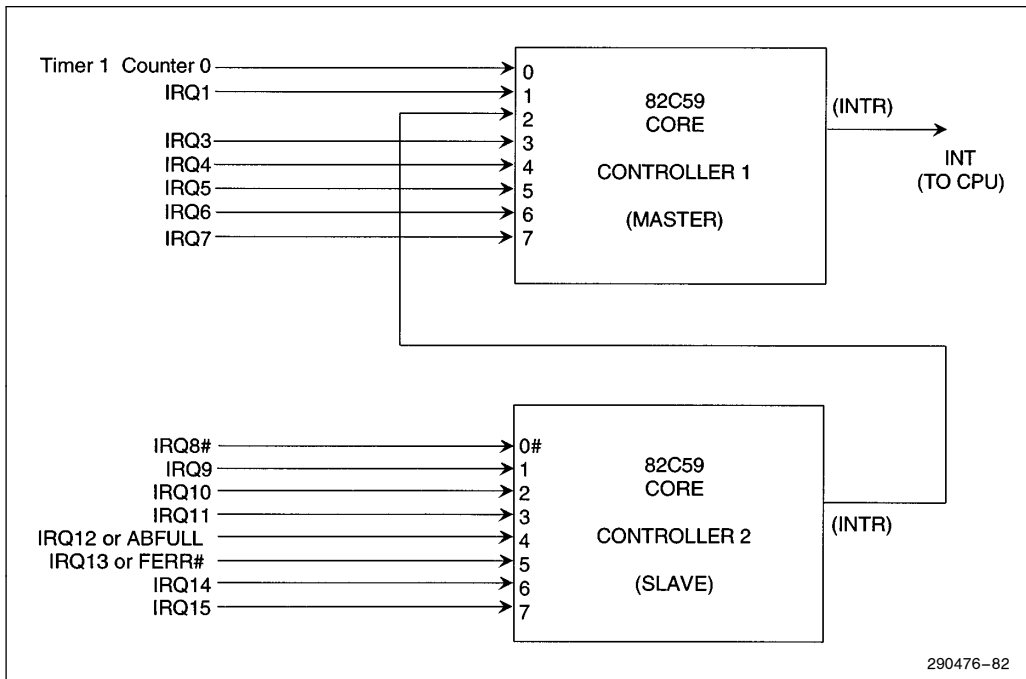 Timer 1 Counter 0
IRQ1
IRQ3
IRQ4
IRQ5
IRQ6
IRQ7
0
1
2
3
4
5
6
7
82C59
CORE
CONTROLLER 1
(MASTER)
(INTR)
INT
(TO CPU)
IRQ8#
IRQ9
IRQ10
IRQ11
IRQ12 or ABFULL
IRQ13 or FERR#
IRQ14
IRQ15
0#
1
2
3
4
5
6
7
82C59
CORE
CONTROLLER 2
(SLAVE)
(INTR)
290476–82